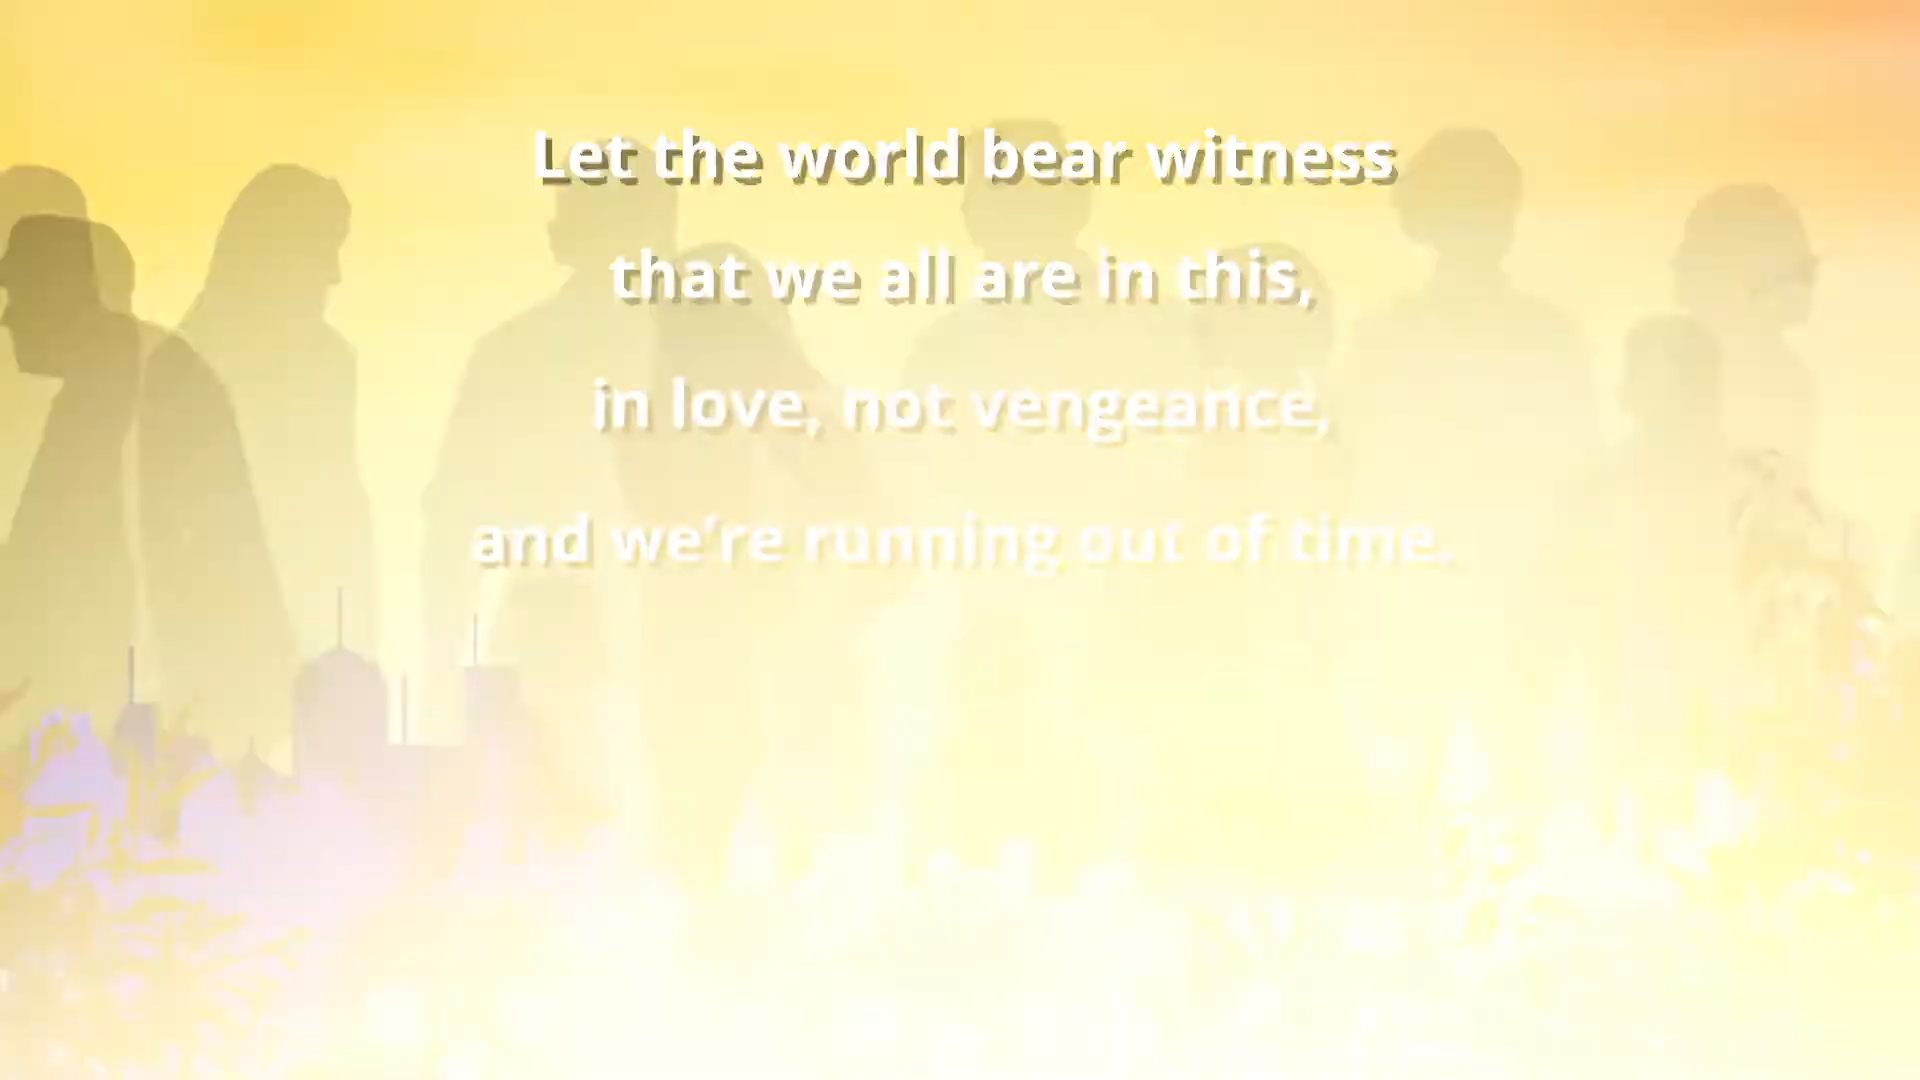 Let the world bear witness
that we all are in this,
in love, not vengeance,
and we’re running out of time.